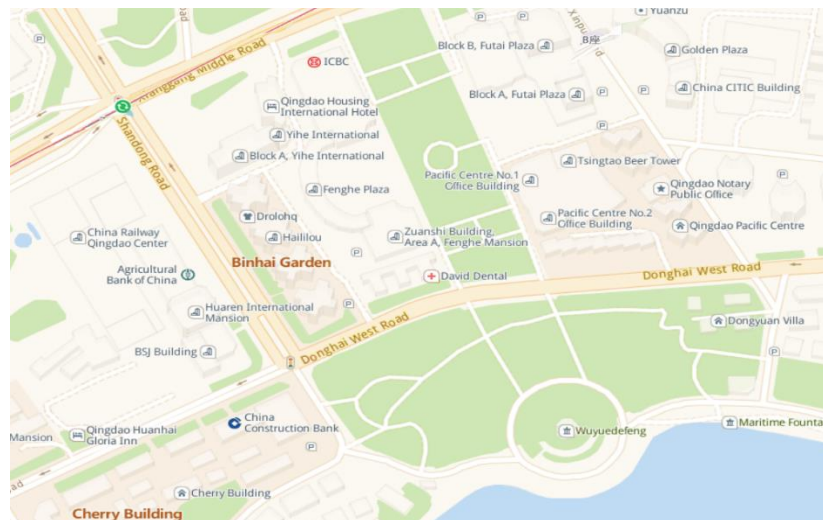 Yuanzu
Block B, Futai Plaza
B座
Golden Plaza
Middle Road
ICBC
Block A, Futai Plaza
China CITIC Building
Qingdao Housing
International Hotel
Yihe International
Shandong Road
Block A, Yihe International
Tsingtao Beer Tower
Pacific Centre No.1
Office Building
Fenghe Plaza
Qingdao Notary
Public Office
Drolohq
Pacific Centre No.2
Office Building
Qingdao Pacific Centre
China Railway
Qingdao Center
Haililou
Zuanshi Building,
Area A, Fenghe Mansion
Binhai Garden
Agricultural
Bank of China
David Dental
Donghai West Road
Huaren International
Mansion
Donghai West Road
Dongyuan Villa
BSJ Building
China
Construction Bank
Qingdao Huanhai
Gloria Inn
Mansion
Wuyuedefeng
Maritime Founta
ad
Cherry Building
Cherry Building